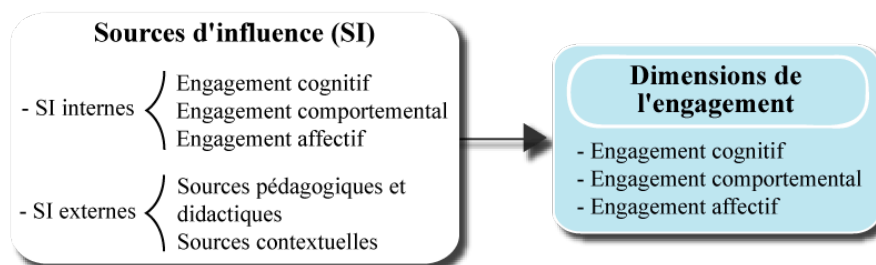 Sources d'influence (SI)
- SI internes
Engagement cognitif
Engagement comportemental
Engagement affectif
- SI externes
Sources pédagogiques et
didactiques
Sources contextuelles
Dimensions de
l'engagement
- Engagement cognitif
- Engagement comportemental
- Engagement affectif